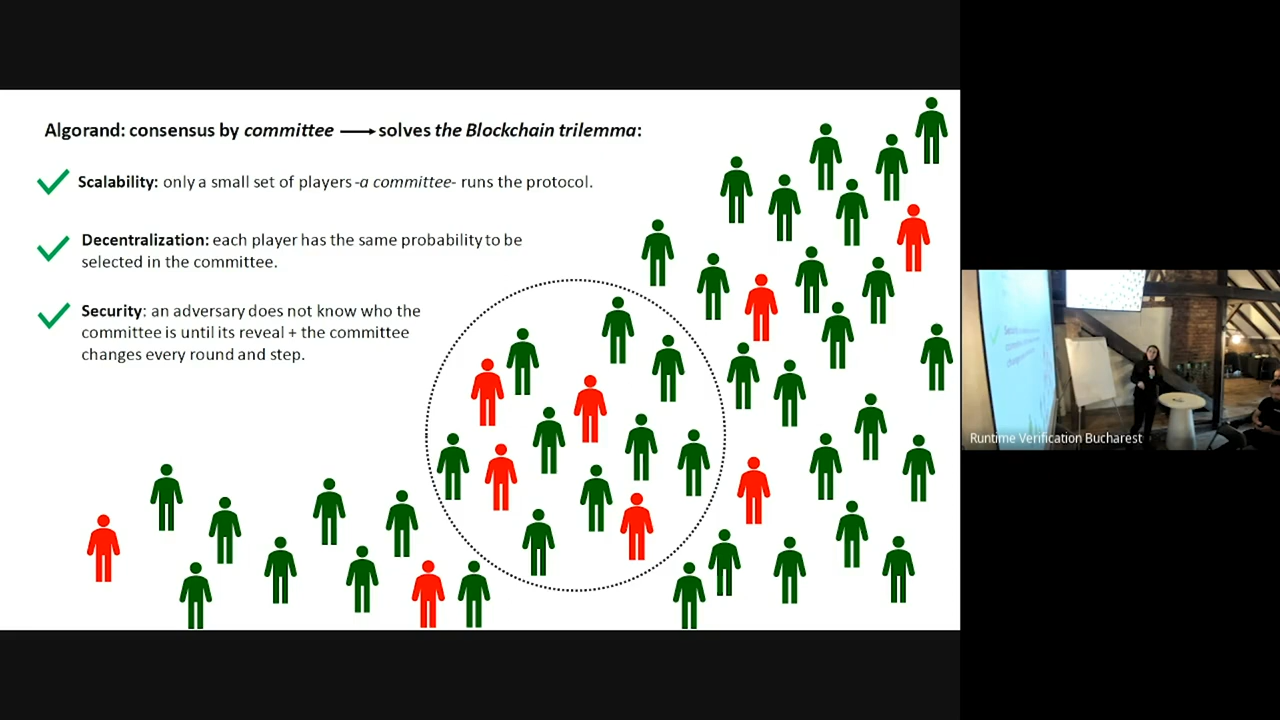 Algorand: consensus by committee → solves the Blockchain trilemma:
Scalability: only a small set of players -a committee- runs the protocol.
Decentralization: each player has the same probability to be
selected in the committee.
Security: an adversary does not know who the
committee is until its reveal + the committee
changes every round and step.
Runtime Verification Bucharest